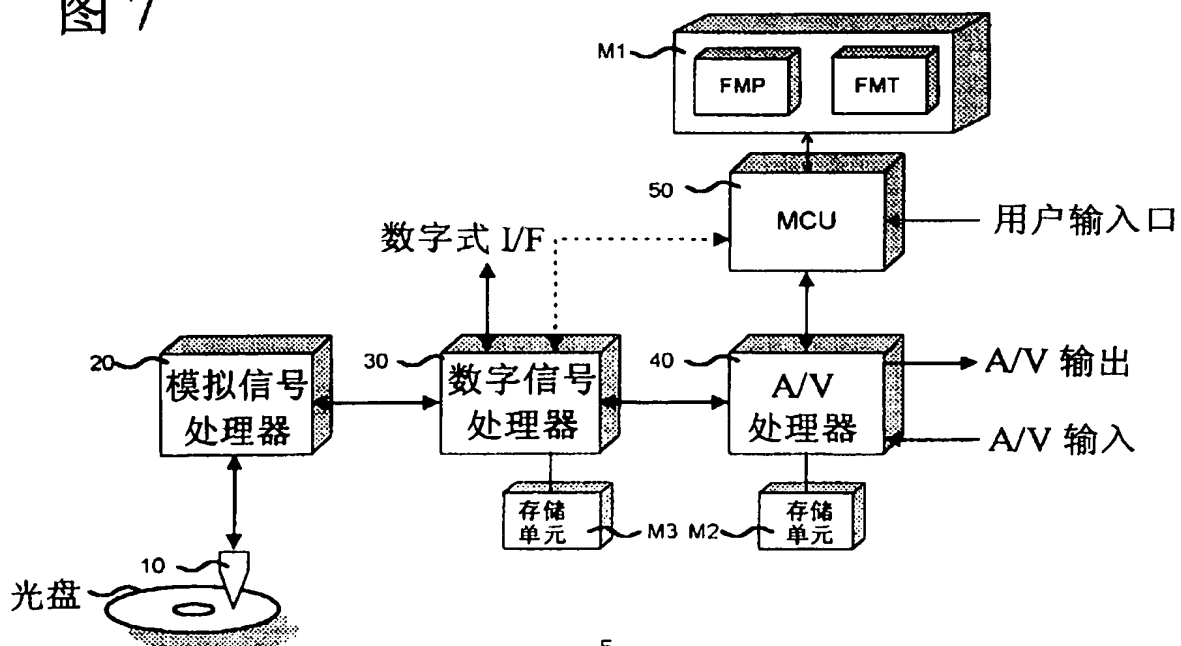 图 7
M1
FMP
FMT
50
MCU
用户输入口
数字式 I/F
20
模拟信号
处理器
30
数字信号
处理器
40
A/V
处理器
A/V 输出
A/V 输入
存储
单元
M3
M2
存储
单元
10
光盘